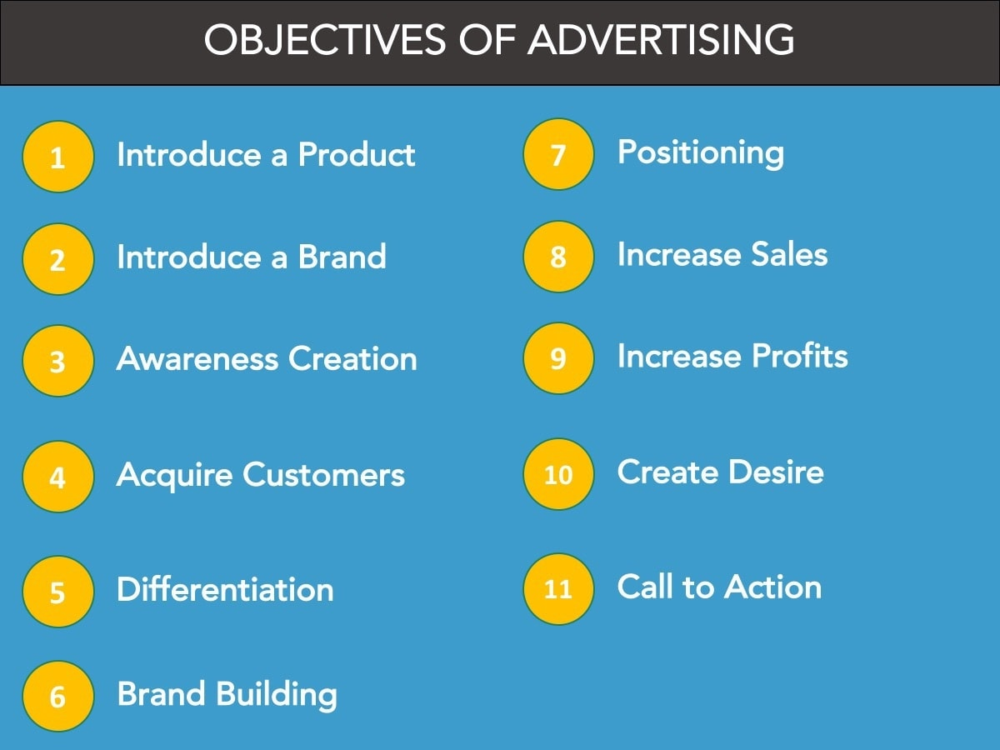 OBJECTIVES OF ADVERTISING
1 Introduce a Product
2 Introduce a Brand
3 Awareness Creation
4 Acquire Customers
5 Differentiation
6 Brand Building
7 Positioning
8 Increase Sales
9 Increase Profits
10 Create Desire
11 Call to Action